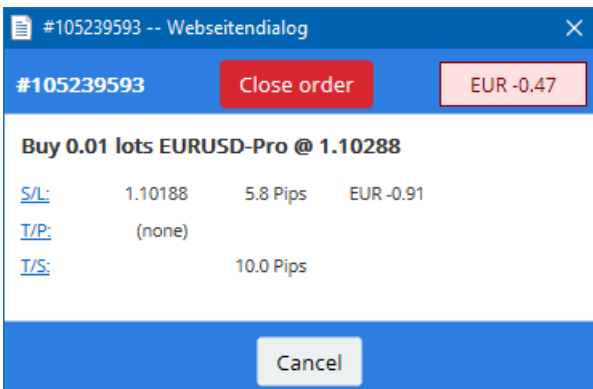 #105239593 -- Webseitendialog
#105239593 Close order EUR -0.47
Buy 0.01 lots EURUSD-Pro @ 1.10288
S/L: 1.10188 5.8 Pips EUR -0.91
T/P: (none)
T/S: 10.0 Pips
Cancel